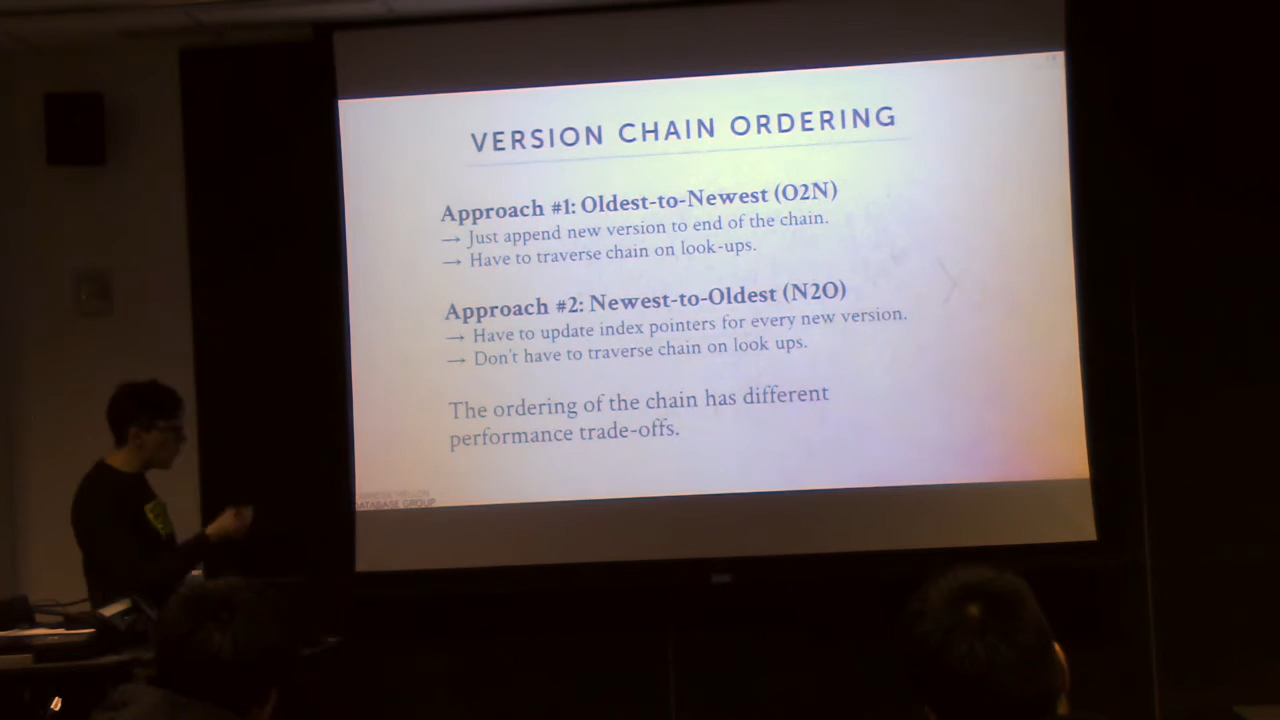 VERSION CHAIN ORDERING
Approach #1: Oldest-to-Newest (O2N)
→ Just append new version to end of the chain.
→ Have to traverse chain on look-ups.
Approach #2: Newest-to-Oldest (N2O)
→ Have to update index pointers for every new version.
→ Don't have to traverse chain on look ups.
The ordering of the chain has different
performance trade-offs.
DATABASE GROUP